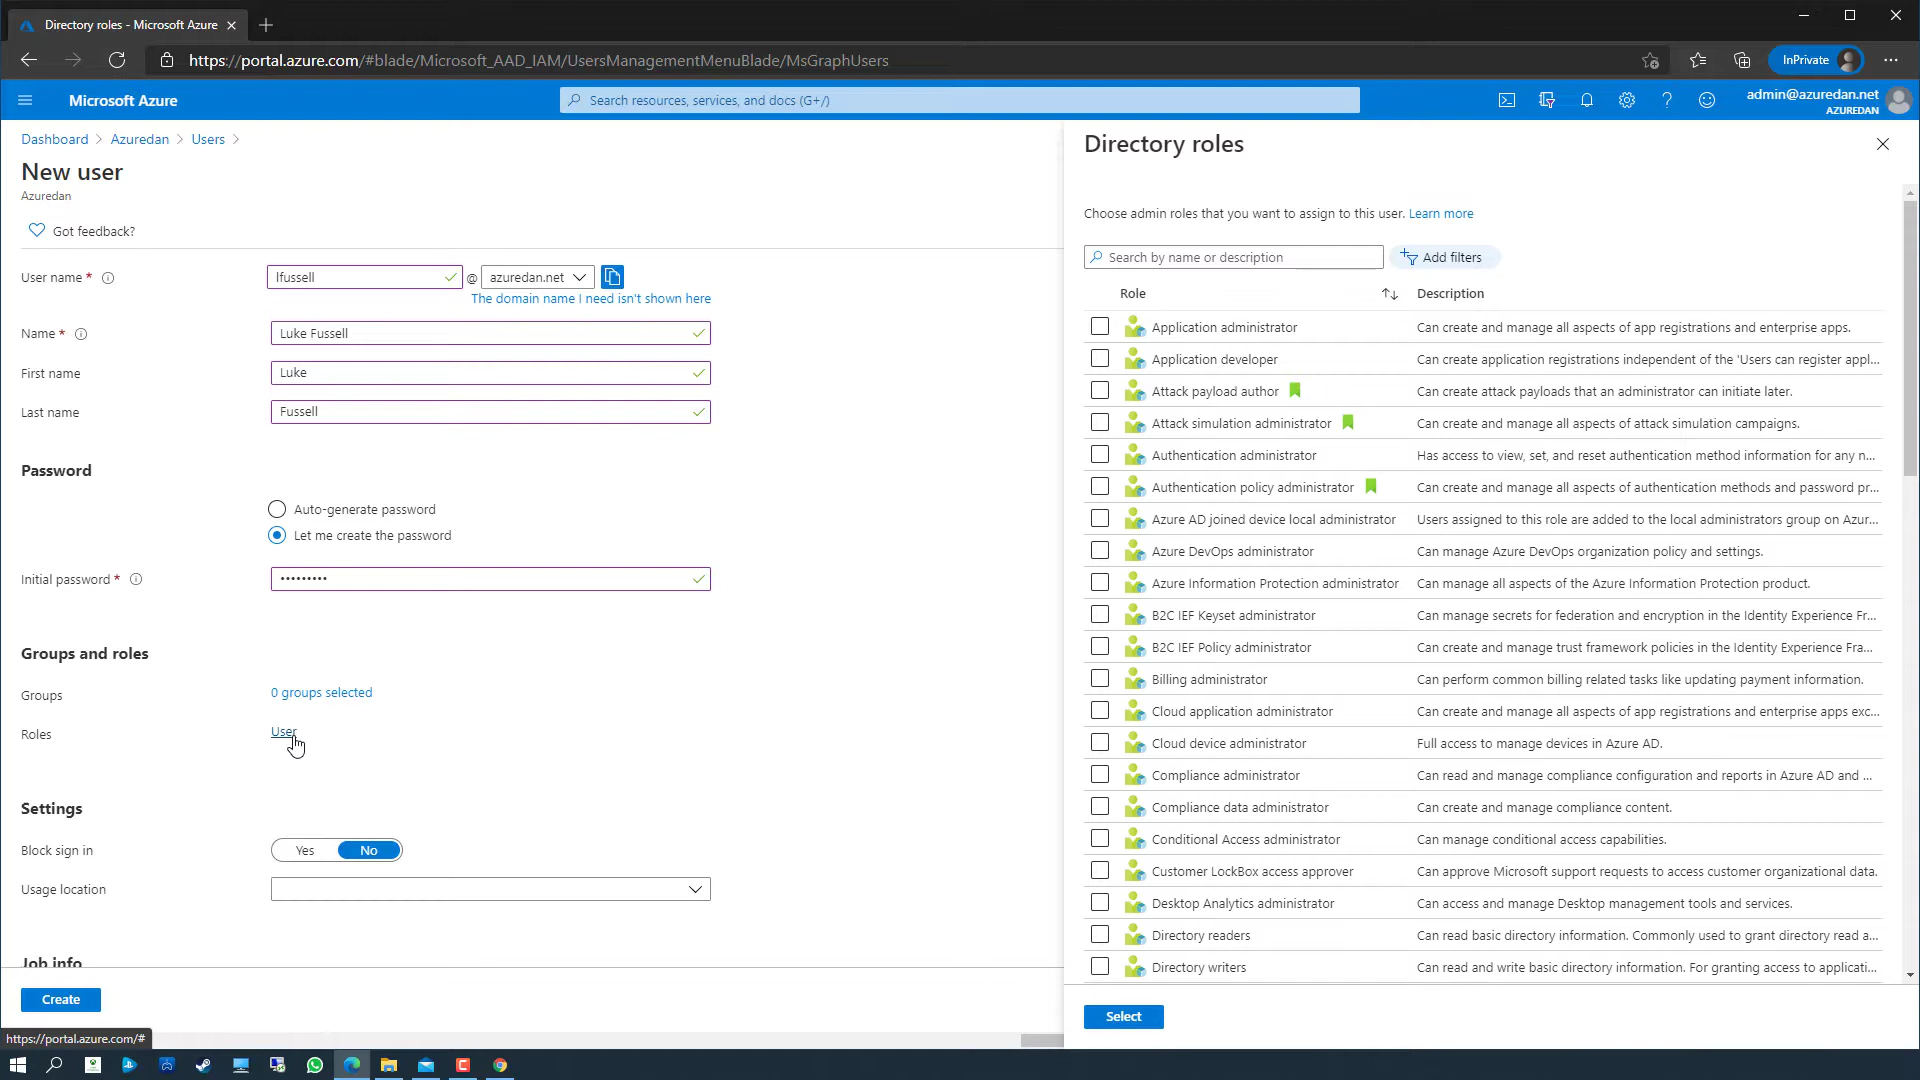 Directory roles - Microsoft Azure
https://portal.azure.com/#blade/Microsoft_AAD_IAM/UsersManagementMenuBlade/MsGraphUsers
InPrivate
Microsoft Azure
Search resources, services, and docs (G+/)
admin@azuredan.net
AZUREDAN
Dashboard > Azuredan > Users >
New user
Azuredan
Got feedback?
User name *
lfussell
@
azuredan.net
The domain name I need isn't shown here
Name *
Luke Fussell
First name
Luke
Last name
Fussell
Password
Auto-generate password
Let me create the password
Initial password *
•••••••••
Groups and roles
Groups
0 groups selected
Roles
User
Settings
Block sign in
Yes No
Usage location
Job info
Create
https://portal.azure.com/#
Directory roles
Choose admin roles that you want to assign to this user. Learn more
Search by name or description
Add filters
Role Description
Application administrator Can create and manage all aspects of app registrations and enterprise apps.
Application developer Can create application registrations independent of the 'Users can register appl...
Attack payload author Can create attack payloads that an administrator can initiate later.
Attack simulation administrator Can create and manage all aspects of attack simulation campaigns.
Authentication administrator Has access to view, set, and reset authentication method information for any n...
Authentication policy administrator Can create and manage all aspects of authentication methods and password pr...
Azure AD joined device local administrator Users assigned to this role are added to the local administrators group on Azur...
Azure DevOps administrator Can manage Azure DevOps organization policy and settings.
Azure Information Protection administrator Can manage all aspects of the Azure Information Protection product.
B2C IEF Keyset administrator Can manage secrets for federation and encryption in the Identity Experience Fr...
B2C IEF Policy administrator Can create and manage trust framework policies in the Identity Experience Fra...
Billing administrator Can perform common billing related tasks like updating payment information.
Cloud application administrator Can create and manage all aspects of app registrations and enterprise apps exc...
Cloud device administrator Full access to manage devices in Azure AD.
Compliance administrator Can read and manage compliance configuration and reports in Azure AD and ...
Compliance data administrator Can create and manage compliance content.
Conditional Access administrator Can manage conditional access capabilities.
Customer LockBox access approver Can approve Microsoft support requests to access customer organizational data.
Desktop Analytics administrator Can access and manage Desktop management tools and services.
Directory readers Can read basic directory information. Commonly used to grant directory read a...
Directory writers Can read and write basic directory information. For granting access to applicati...
Select